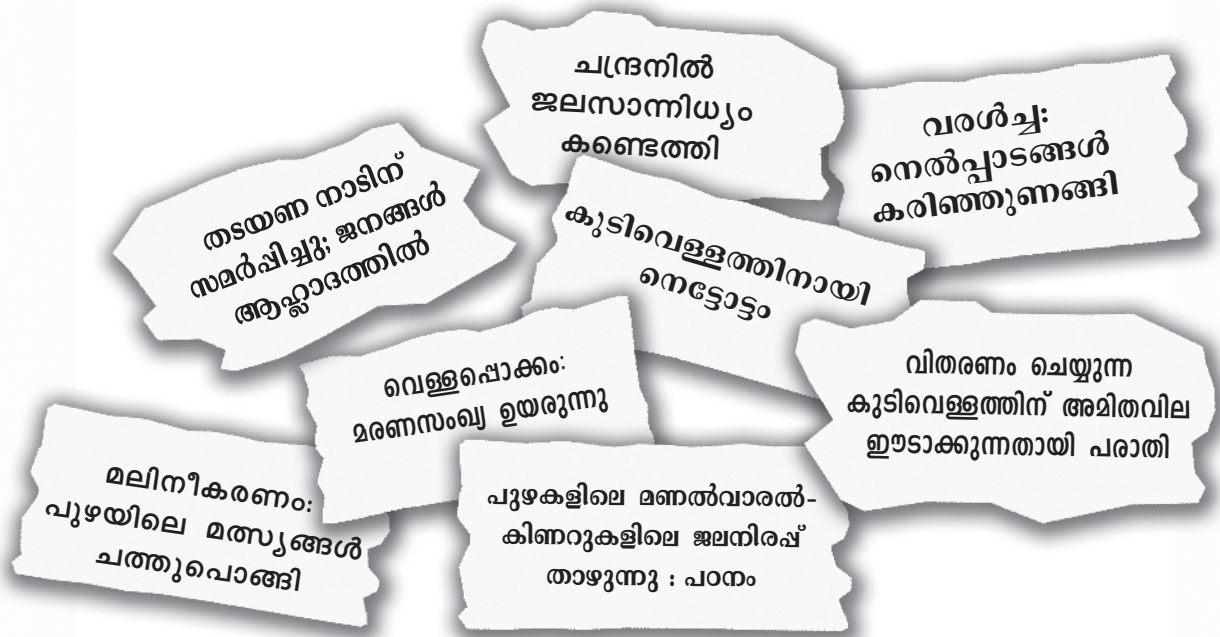 ചന്ദ്രനിൽ
ജലസാന്നിധ്യം
കണ്ടെത്തി
വരൾച്ച:
നെൽപ്പാടങ്ങൾ
കരിഞ്ഞുണങ്ങി
തടയണ നാടിന്
സമർപ്പിച്ചു; ജനങ്ങൾ
ആഹ്ലാദത്തിൽ
കുടിവെള്ളത്തിനായി
നെട്ടോട്ടം
വെള്ളപ്പൊക്കം:
മരണസംഖ്യ ഉയരുന്നു
വിതരണം ചെയ്യുന്ന
കുടിവെള്ളത്തിന് അമിതവില
ഈടാക്കുന്നതായി പരാതി
മലിനീകരണം:
പുഴയിലെ മത്സ്യങ്ങൾ
ചത്തുപൊങ്ങി
പുഴകളിലെ മണൽവാരൽ-
കിണറുകളിലെ ജലനിരപ്പ്
താഴുന്നു : പഠനം